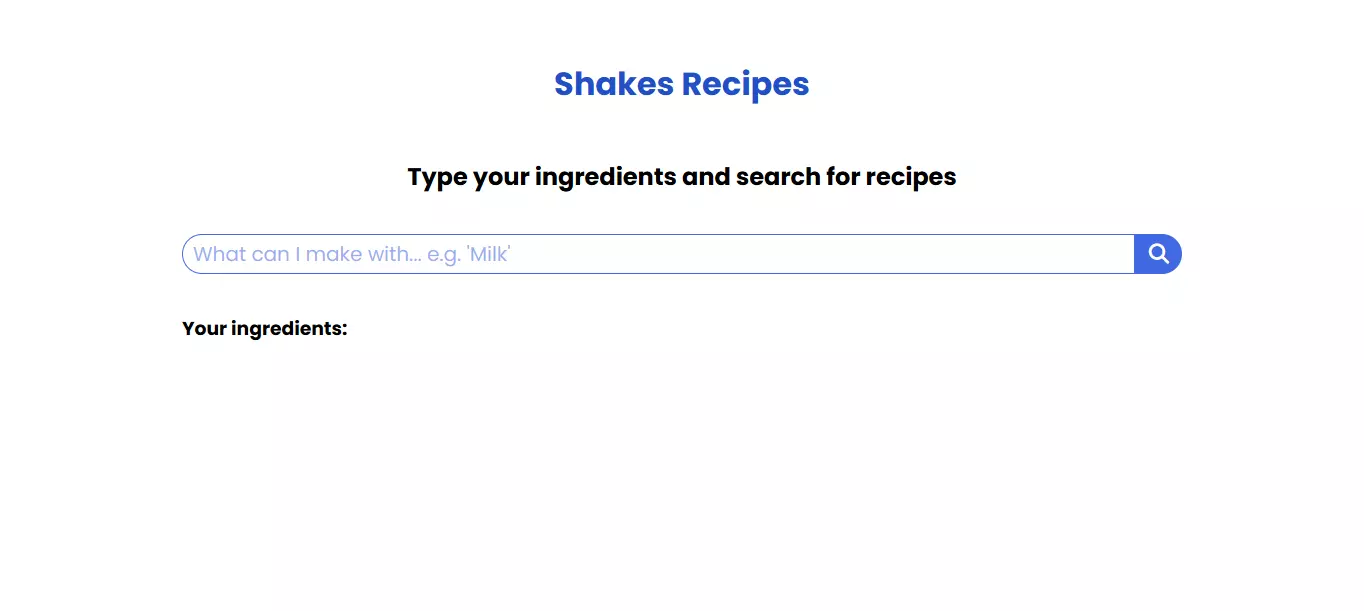 Shakes Recipes
Type your ingredients and search for recipes
What can I make with... e.g. 'Milk'
Your ingredients: